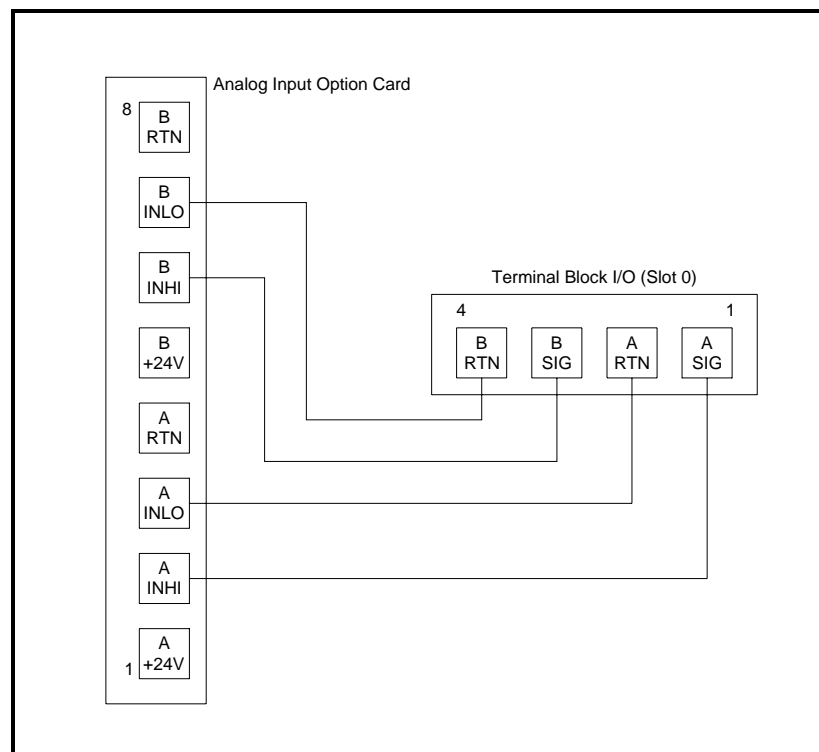 Analog Input Option Card
8
B
RTN
B
INLO
B
INHI
B
+24V
A
RTN
A
INLO
A
INHI
A
+24V
1
Terminal Block I/O (Slot 0)
4
1
B
RTN
B
SIG
A
RTN
A
SIG